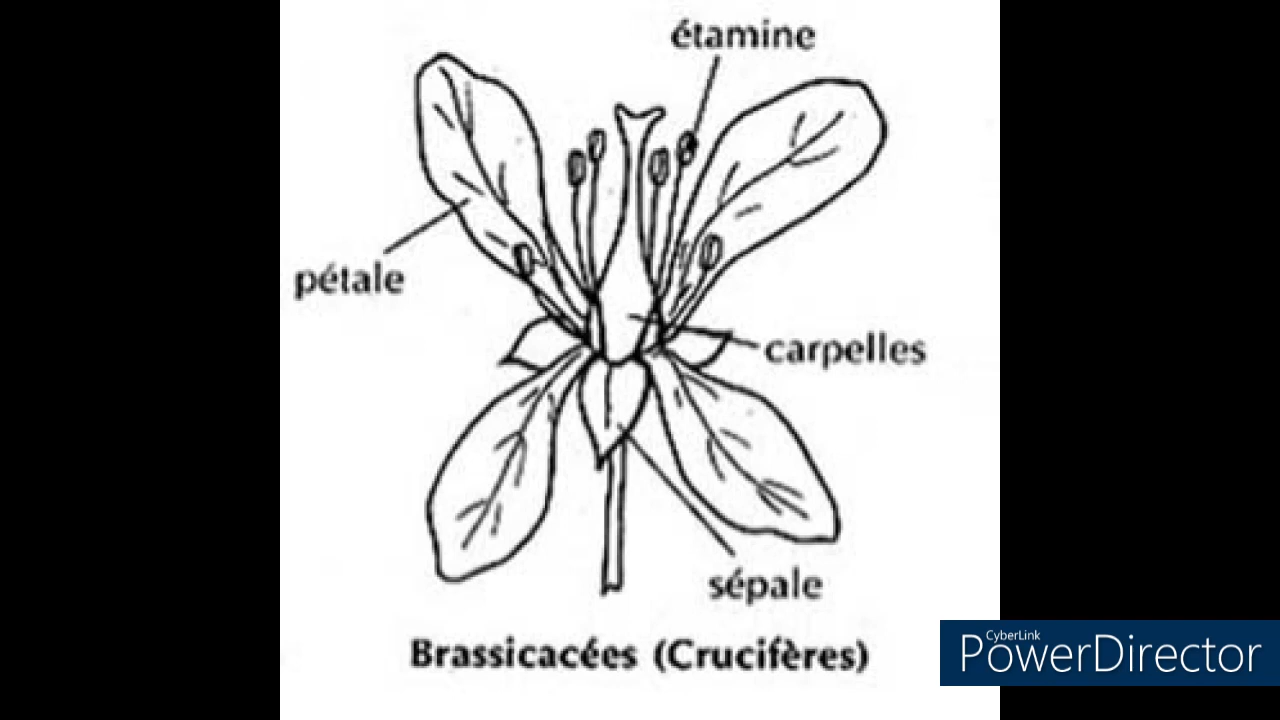 étamine
pétale
carpelles
sépale
Brassicacées (Crucifères)
CyberLink
PowerDirector